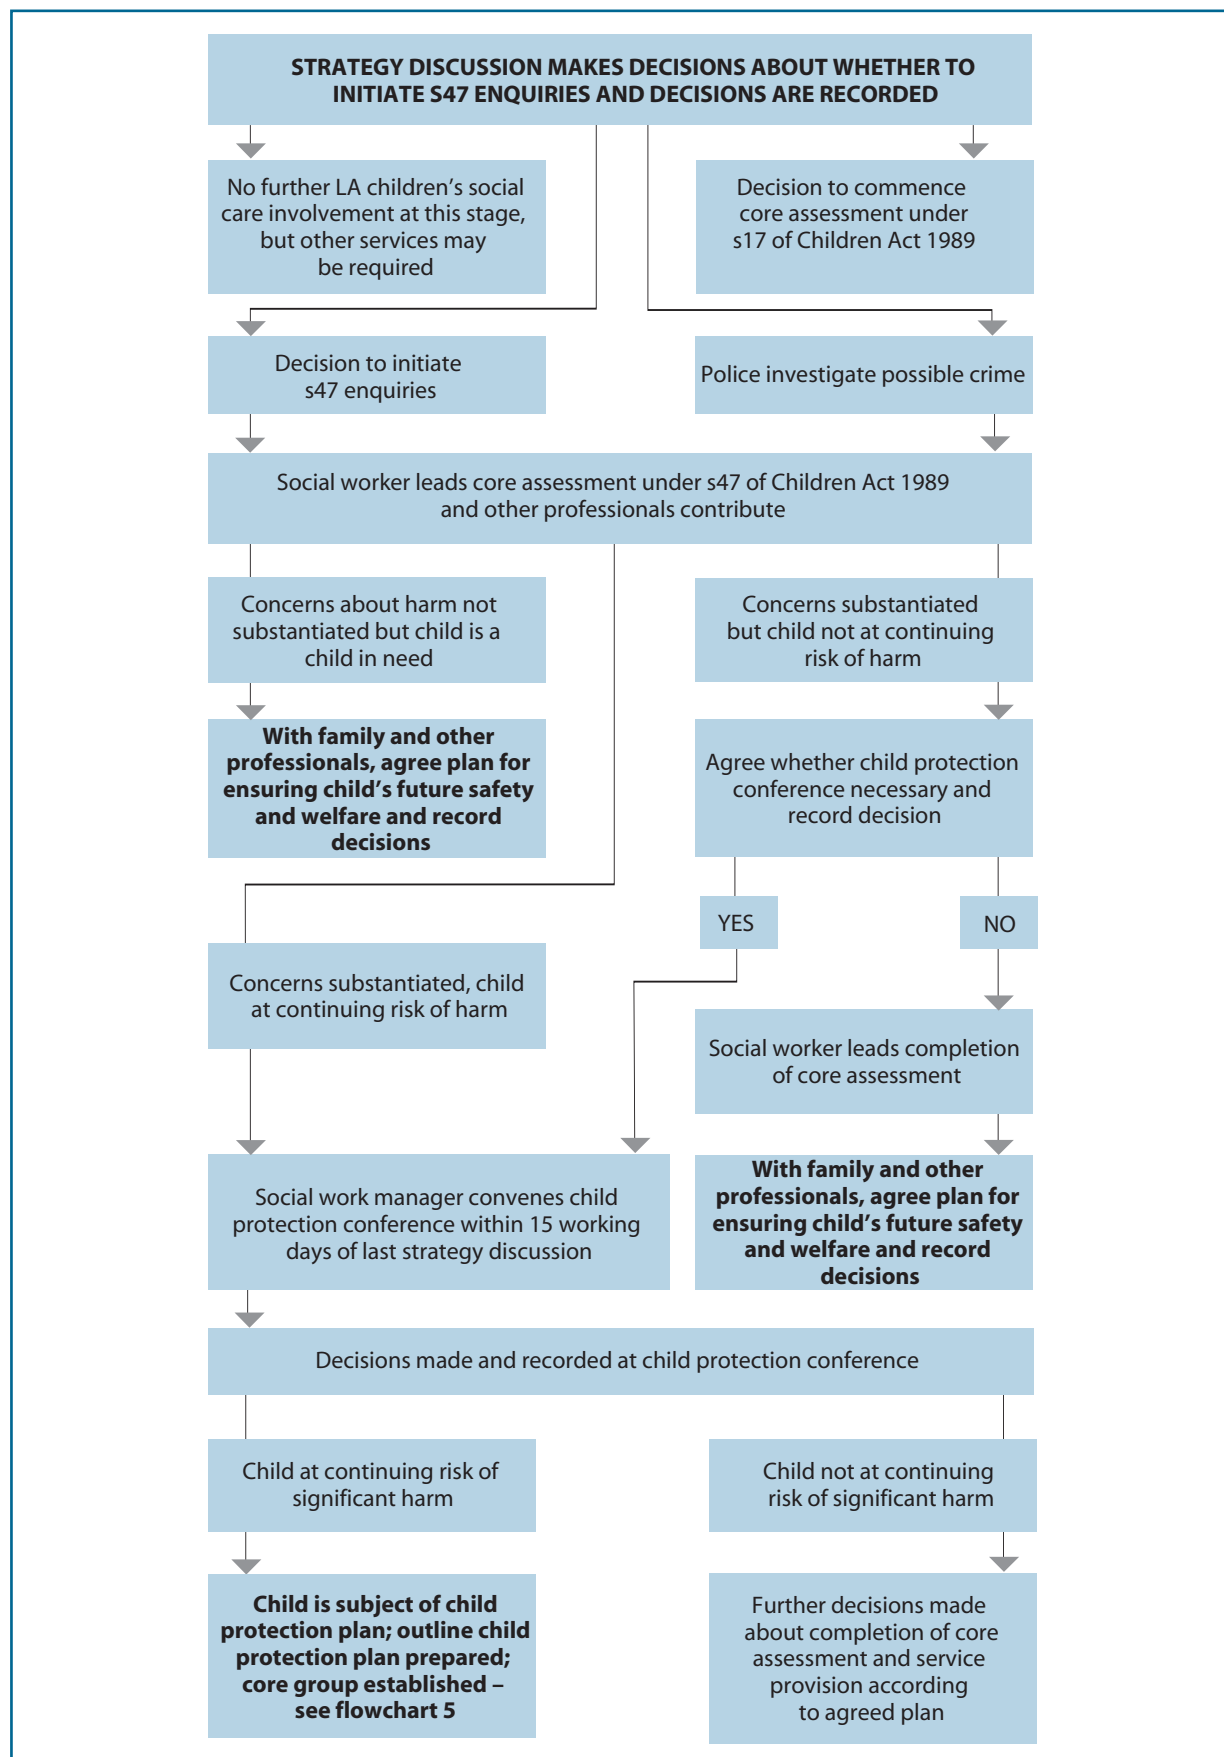 STRATEGY DISCUSSION MAKES DECISIONS ABOUT WHETHER TO
INITIATE S47 ENQUIRIES AND DECISIONS ARE RECORDED
No further LA children’s social
care involvement at this stage,
but other services may
be required
Decision to commence
core assessment under
s17 of Children Act 1989
Decision to initiate
s47 enquiries
Police investigate possible crime
Social worker leads core assessment under s47 of Children Act 1989
and other professionals contribute
Concerns about harm not
substantiated but child is a
child in need
Concerns substantiated
but child not at continuing
risk of harm
With family and other
professionals, agree plan for
ensuring child’s future safety
and welfare and record
decisions
Agree whether child protection
conference necessary and
record decision
YES
NO
Concerns substantiated, child
at continuing risk of harm
Social worker leads completion
of core assessment
Social work manager convenes child
protection conference within 15 working
days of last strategy discussion
With family and other
professionals, agree plan for
ensuring child’s future safety
and welfare and record
decisions
Decisions made and recorded at child protection conference
Child at continuing risk of
significant harm
Child not at continuing
risk of significant harm
Child is subject of child
protection plan; outline child
protection plan prepared;
core group established –
see flowchart 5
Further decisions made
about completion of core
assessment and service
provision according
to agreed plan